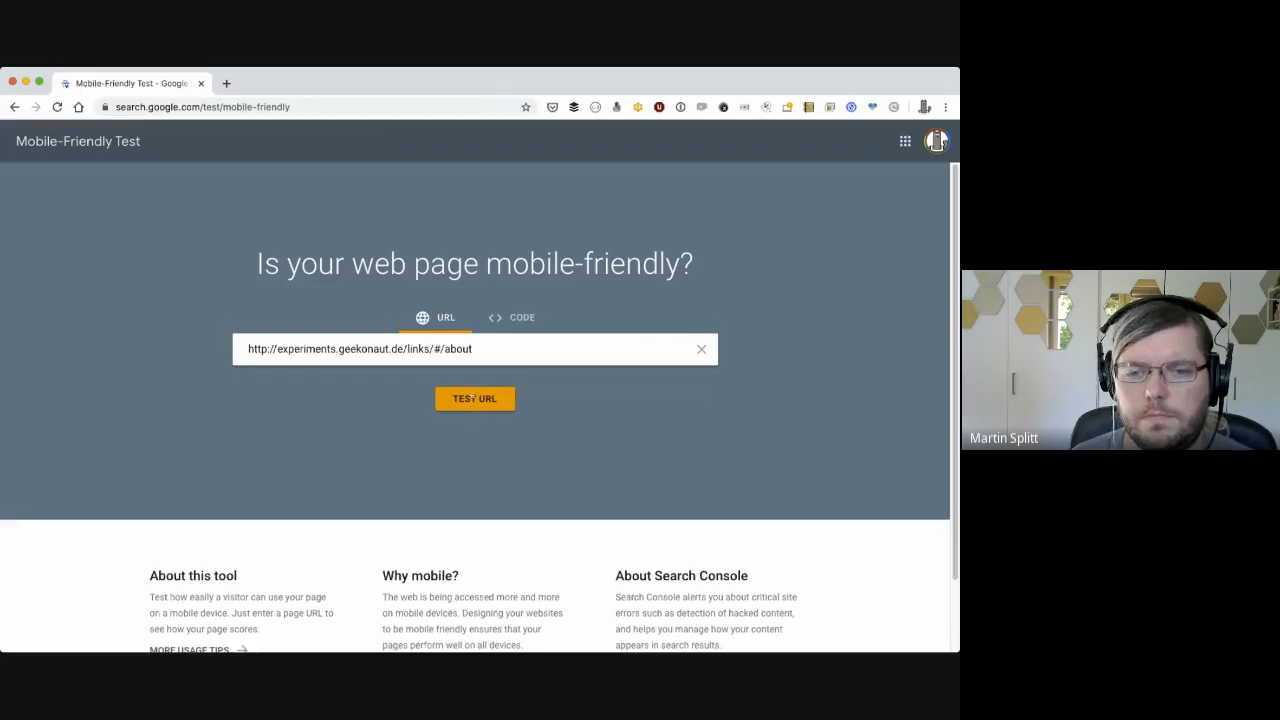 Mobile-Friendly Test - Google
search.google.com/test/mobile-friendly
Mobile-Friendly Test
Is your web page mobile-friendly?
URL
CODE
http://experiments.geekonaut.de/links/#/about
TEST URL
About this tool
Test how easily a visitor can use your page
on a mobile device. Just enter a page URL to
see how your page scores.
MORE USAGE TIPS
Why mobile?
The web is being accessed more and more
on mobile devices. Designing your websites
to be mobile friendly ensures that your
pages perform well on all devices.
About Search Console
Search Console alerts you about critical site
errors such as detection of hacked content,
and helps you manage how your content
appears in search results.
Martin Splitt